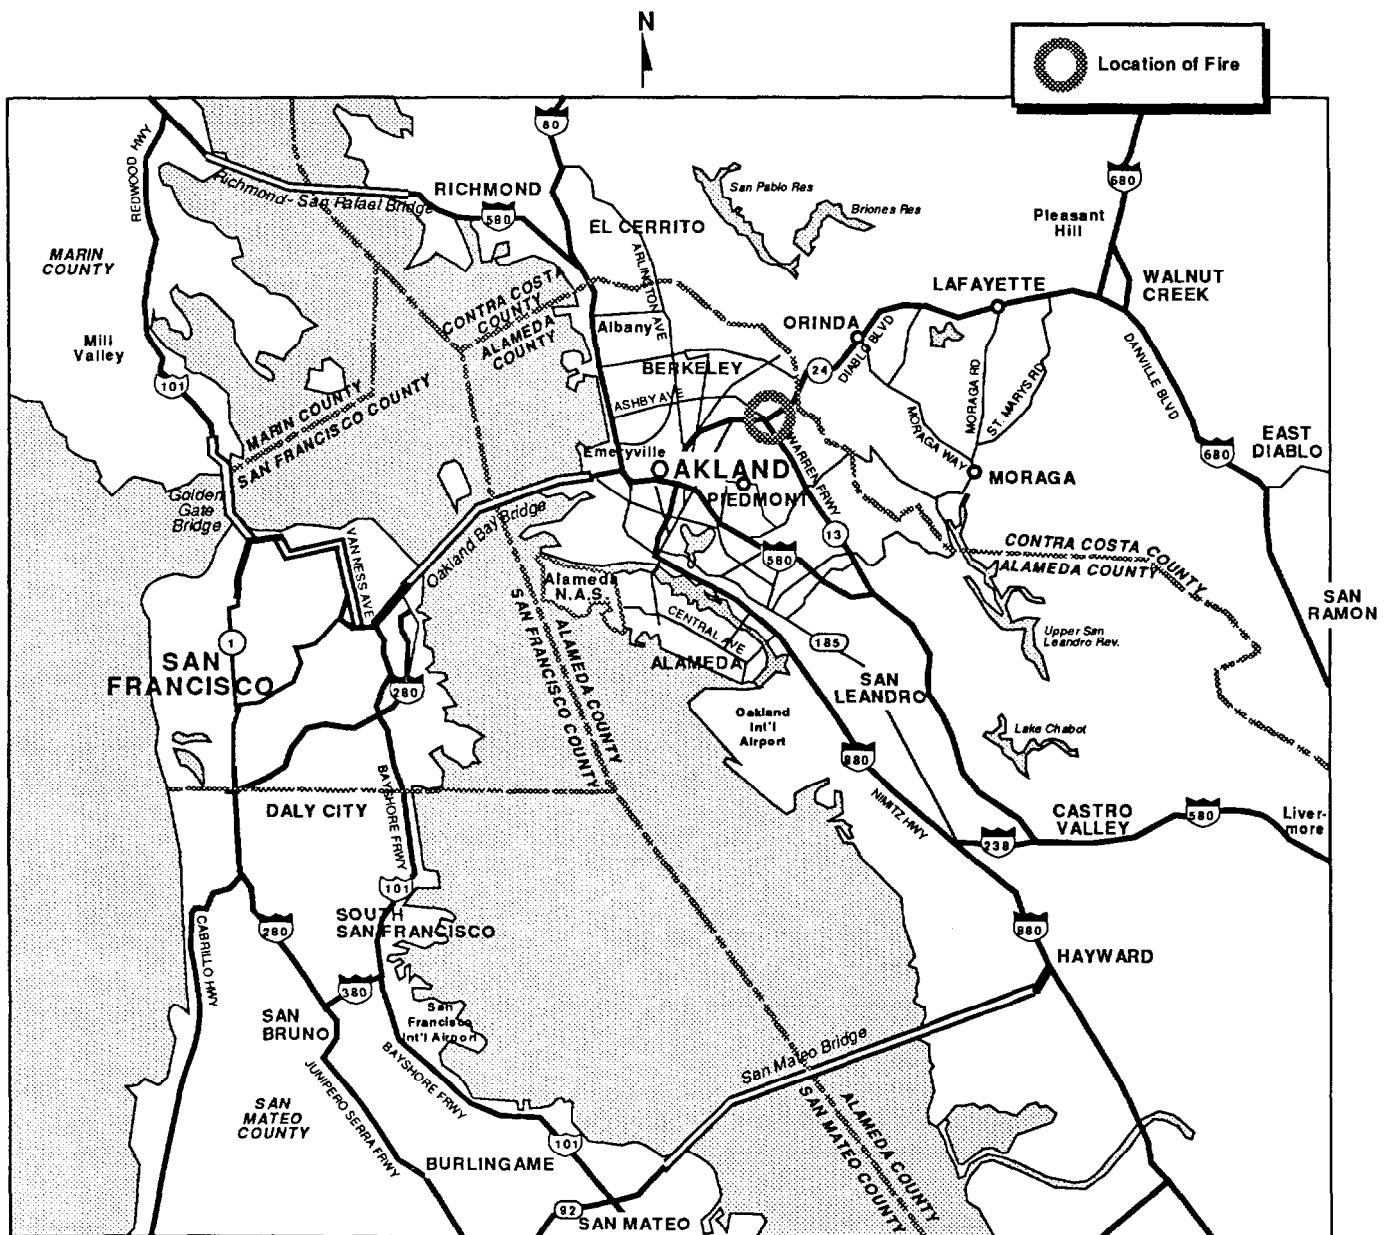 N
Location of Fire
REDWOOD HWY
80
680
Richmond - San Rafael Bridge
RICHMOND
580
San Pablo Res
Briones Res
Pleasant
Hill
EL CERRITO
MARIN
COUNTY
ARLINGTON AVE
CONTRA COSTA
COUNTY
ALAMEDA
COUNTY
LAFAYETTE
WALNUT
CREEK
Mill
Valley
Albany
ORINDA
DIABLO BLVD
101
BERKELEY
24
DANVILLE BLVD
MARIN COUNTY
SAN FRANCISCO COUNTY
ASHBY AVE
MORAGA RD
ST. MARYS RD
MORAGA WAY
EAST
DIABLO
680
Emeryville
OAKLAND
WARREN FRWY
PIEDMONT
MORAGA
Golden
Gate
Bridge
Oakland Bay Bridge
VAN NESS AVE
13
580
CONTRA COSTA COUNTY
ALAMEDA COUNTY
Alameda
N.A.S.
SAN
RAMON
CENTRAL AVE
ALAMEDA
185
Upper San
Leandro Rev.
1
SAN
FRANCISCO
280
ALAMEDA COUNTY
SAN FRANCISCO COUNTY
SAN
LEANDRO
Oakland
Int'l
Airport
Lake Chabot
880
BAYSHORE FRWY
DALY CITY
NIMITZ HWY
CASTRO
VALLEY
580
Liver-
more
238
101
SOUTH
SAN FRANCISCO
CABRILLO HWY
280
880
HAYWARD
380
SAN
BRUNO
San
Francisco
Int'l Airport
San Mateo Bridge
BAYSHORE FRWY
JUNIPERO SERRA FRWY
SAN
MATEO
COUNTY
ALAMEDA COUNTY
SAN MATEO COUNTY
101
BURLINGAME
92
SAN MATEO